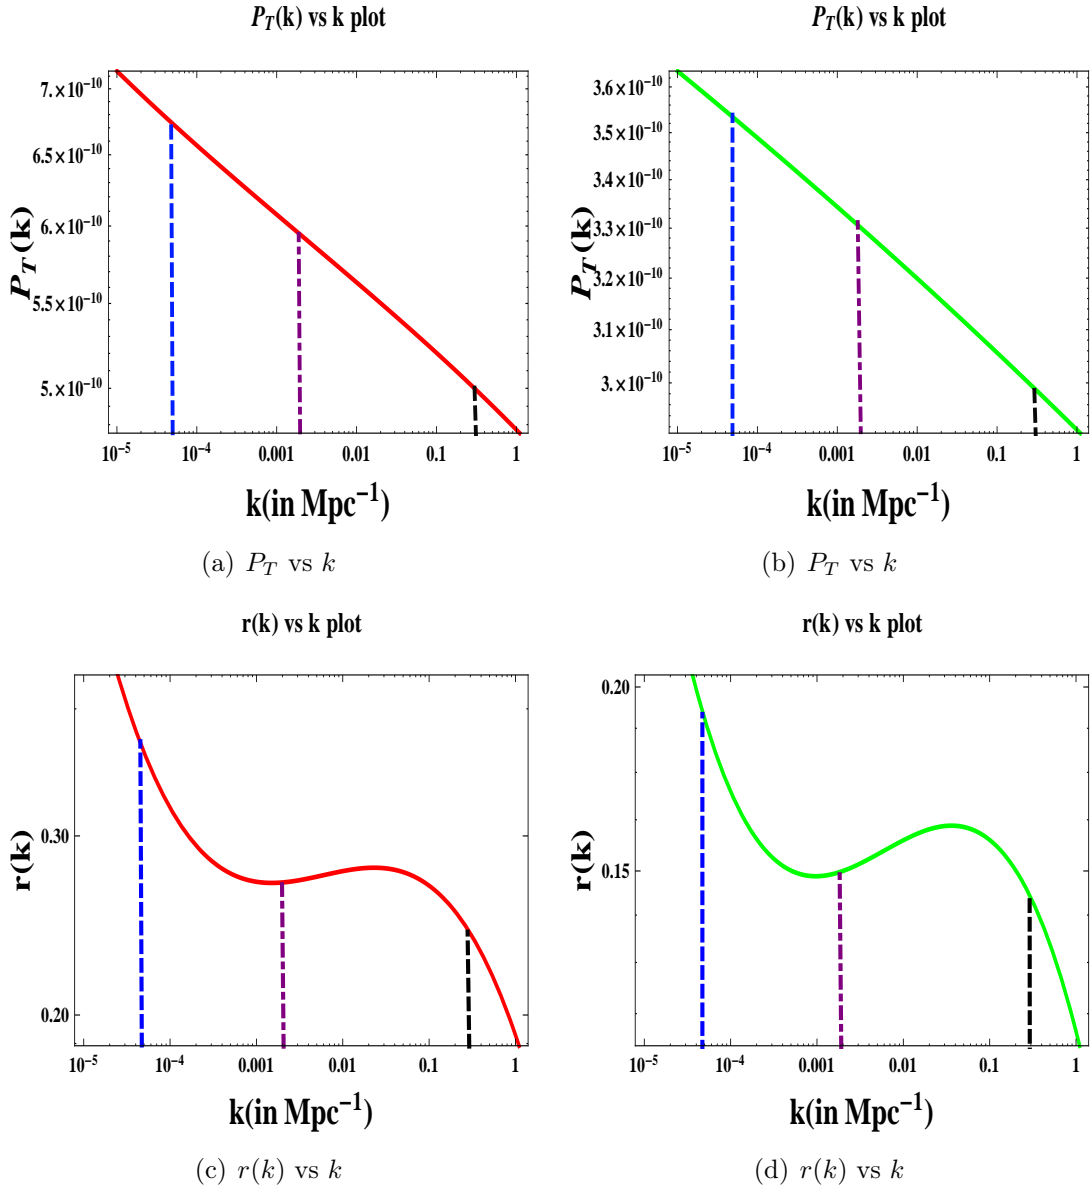 P_T(k) vs k plot
7.×10⁻¹⁰
6.5×10⁻¹⁰
6.×10⁻¹⁰
5.5×10⁻¹⁰
5.×10⁻¹⁰
P_T(k)
10⁻⁵ 10⁻⁴ 0.001 0.01 0.1 1
k(in Mpc⁻¹)
(a) P_T vs k
P_T(k) vs k plot
3.6×10⁻¹⁰
3.5×10⁻¹⁰
3.4×10⁻¹⁰
3.3×10⁻¹⁰
3.2×10⁻¹⁰
3.1×10⁻¹⁰
3.×10⁻¹⁰
P_T(k)
10⁻⁵ 10⁻⁴ 0.001 0.01 0.1 1
k(in Mpc⁻¹)
(b) P_T vs k
r(k) vs k plot
0.30
0.20
r(k)
10⁻⁵ 10⁻⁴ 0.001 0.01 0.1 1
k(in Mpc⁻¹)
(c) r(k) vs k
r(k) vs k plot
0.20
0.15
r(k)
10⁻⁵ 10⁻⁴ 0.001 0.01 0.1 1
k(in Mpc⁻¹)
(d) r(k) vs k